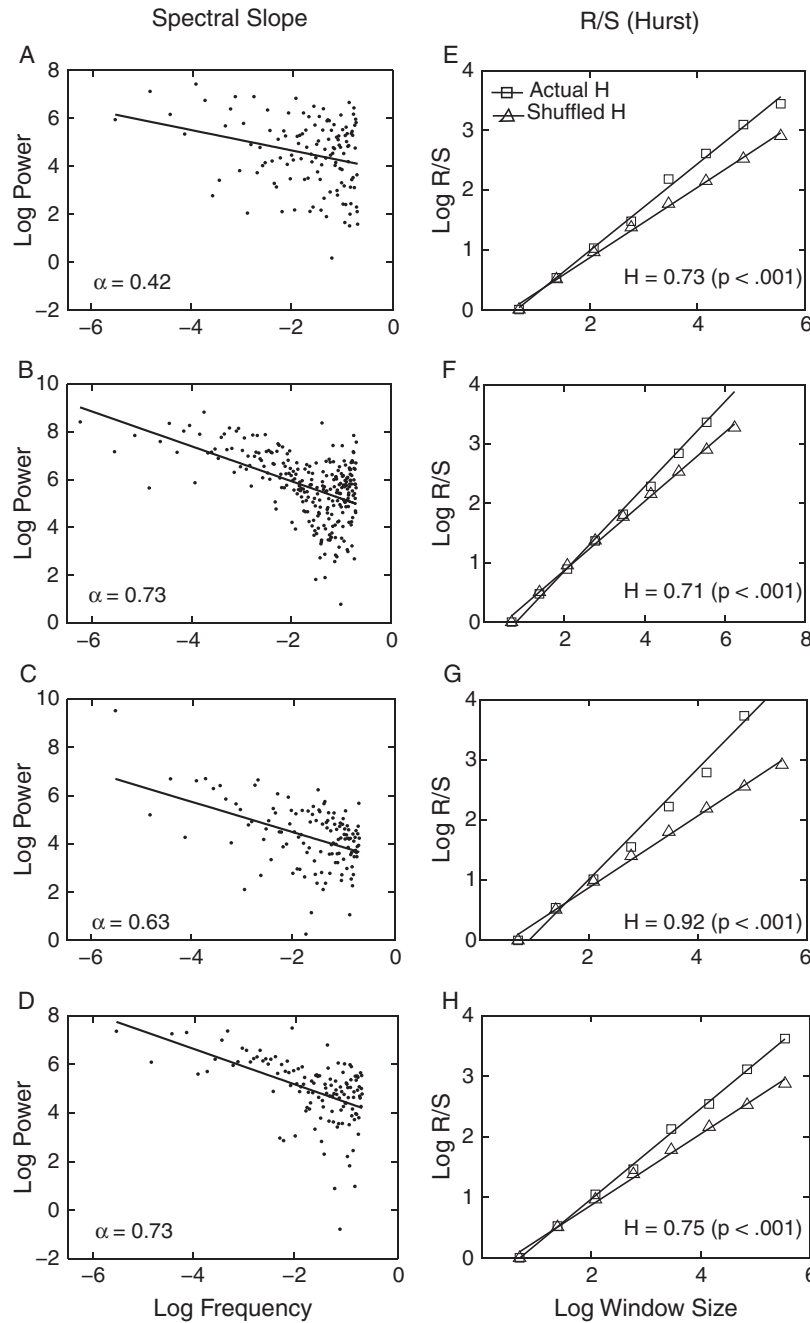 Spectral Slope
R/S (Hurst)
A
8
6
4
2
0
−2
Log Power
α = 0.42
−6
−4
−2
0
E
4
3
2
1
0
Log R/S
Actual H
Shuffled H
H = 0.73 (p < .001)
2
4
6
B
10
8
6
4
2
0
Log Power
α = 0.73
−6
−4
−2
0
F
4
3
2
1
0
Log R/S
H = 0.71 (p < .001)
2
4
6
8
C
10
8
6
4
2
0
Log Power
α = 0.63
−6
−4
−2
0
G
4
3
2
1
0
Log R/S
H = 0.92 (p < .001)
2
4
6
D
8
6
4
2
0
−2
Log Power
α = 0.73
−6
−4
−2
0
Log Frequency
H
4
3
2
1
0
Log R/S
H = 0.75 (p < .001)
2
4
6
Log Window Size